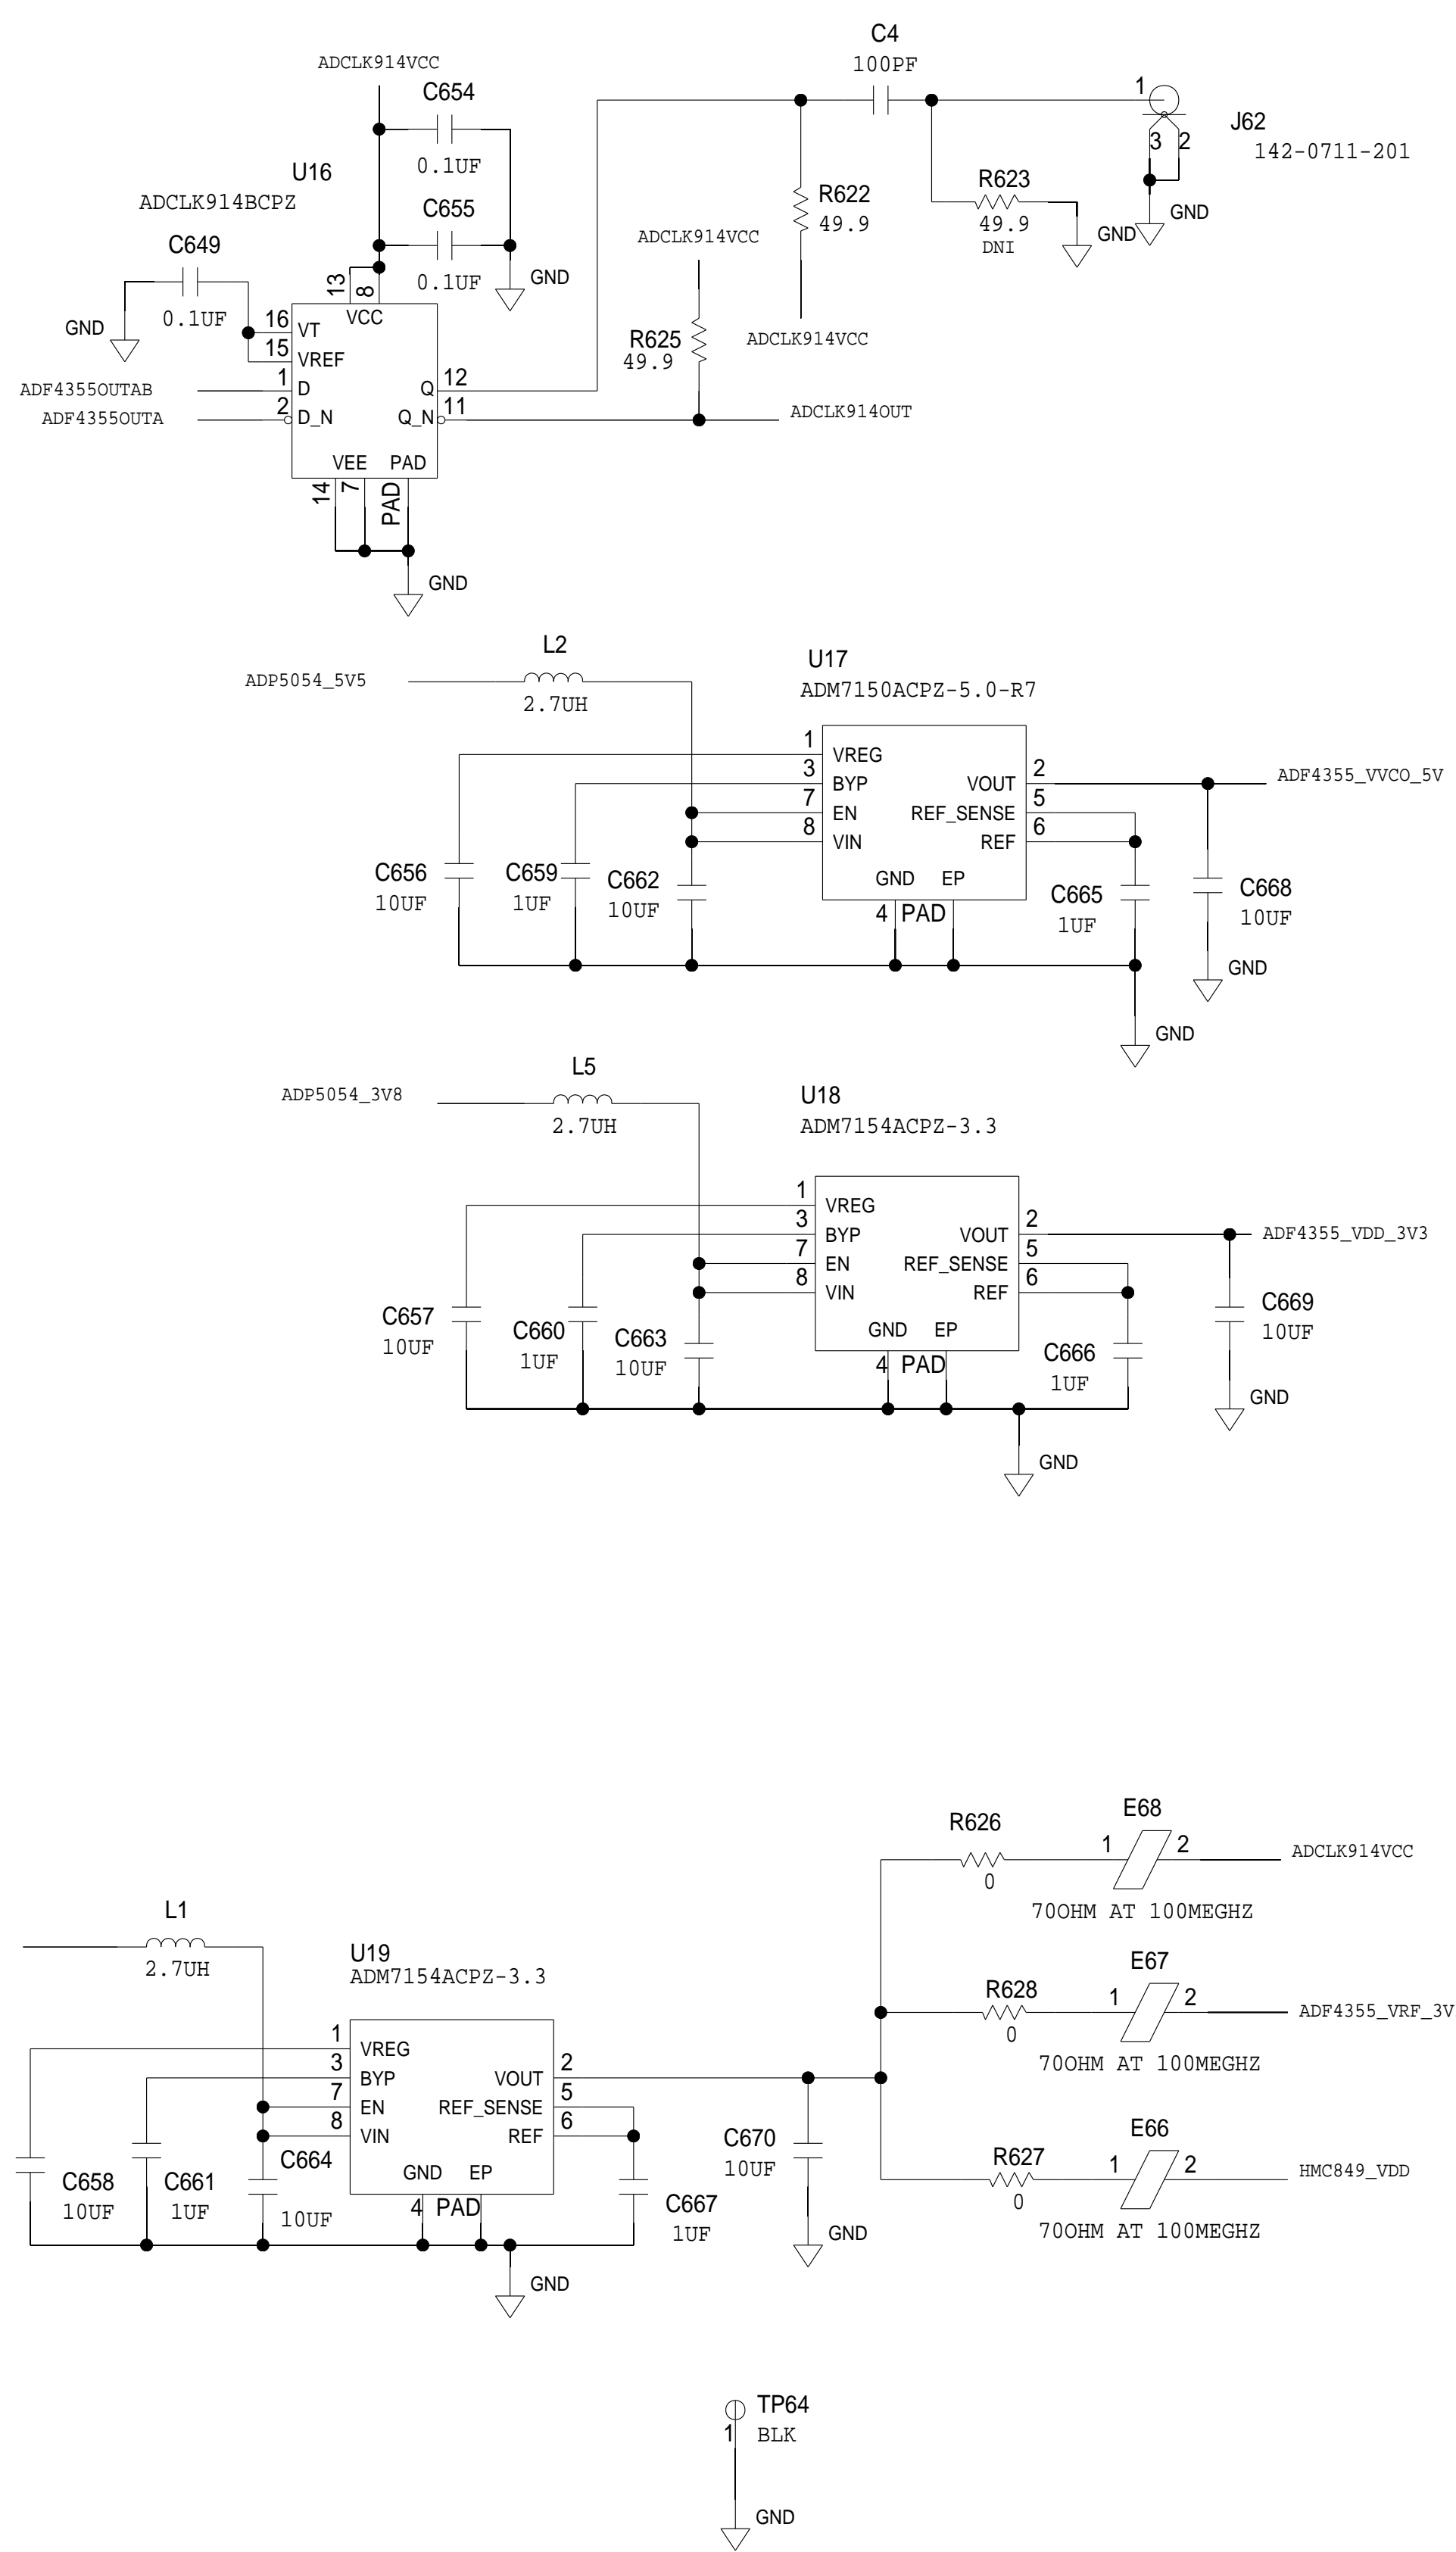 C4
100PF
ADCLK914VCC
C654
0.1UF
1
J62
3 2
142-0711-201
U16
ADCLK914BCPZ
R622
49.9
R623
49.9
DNI
GND
GND
C655
0.1UF
GND
ADCLK914VCC
C649
0.1UF
GND
13
8
VCC
16
VT
15
VREF
R625
49.9
ADCLK914VCC
ADF4355OUTAB
1
D
Q
12
ADF4355OUTA
2
D_N
Q_N
11
ADCLK914OUT
VEE
PAD
14
7
PAD
GND
L2
ADP5054_5V5
2.7UH
U17
ADM7150ACPZ-5.0-R7
1
VREG
3
BYP
VOUT
2
ADF4355_VVCO_5V
7
EN
REF_SENSE
5
8
VIN
REF
6
C656
10UF
C659
1UF
C662
10UF
GND
EP
4
PAD
C665
1UF
C668
10UF
GND
GND
L5
ADP5054_3V8
2.7UH
U18
ADM7154ACPZ-3.3
1
VREG
3
BYP
VOUT
2
ADF4355_VDD_3V3
7
EN
REF_SENSE
5
8
VIN
REF
6
C657
10UF
C660
1UF
C663
10UF
GND
EP
4
PAD
C666
1UF
C669
10UF
GND
GND
R626
0
E68
1
2
ADCLK914VCC
70OHM AT 100MEGHZ
L1
2.7UH
U19
ADM7154ACPZ-3.3
R628
0
E67
1
2
ADF4355_VRF_3V
70OHM AT 100MEGHZ
1
VREG
3
BYP
VOUT
2
7
EN
REF_SENSE
5
8
VIN
REF
6
C658
10UF
C661
1UF
C664
10UF
GND
EP
4
PAD
C667
1UF
C670
10UF
GND
R627
0
E66
1
2
HMC849_VDD
70OHM AT 100MEGHZ
GND
TP64
1
BLK
GND